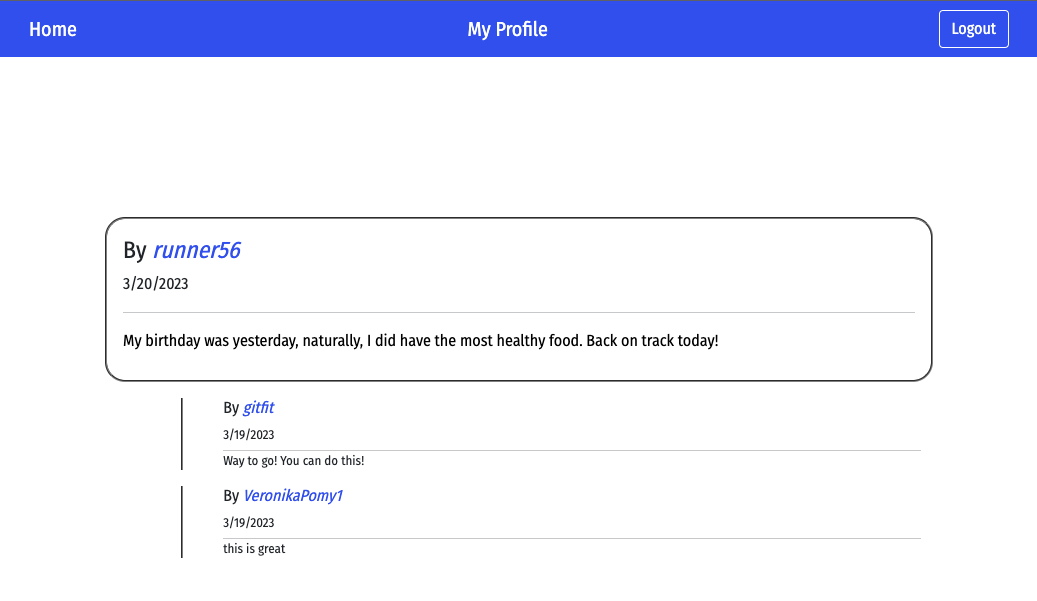 Home
My Profile
Logout
By runner56
3/20/2023
My birthday was yesterday, naturally, I did have the most healthy food. Back on track today!
By gitfit
3/19/2023
Way to go! You can do this!
By VeronikaPomy1
3/19/2023
this is great